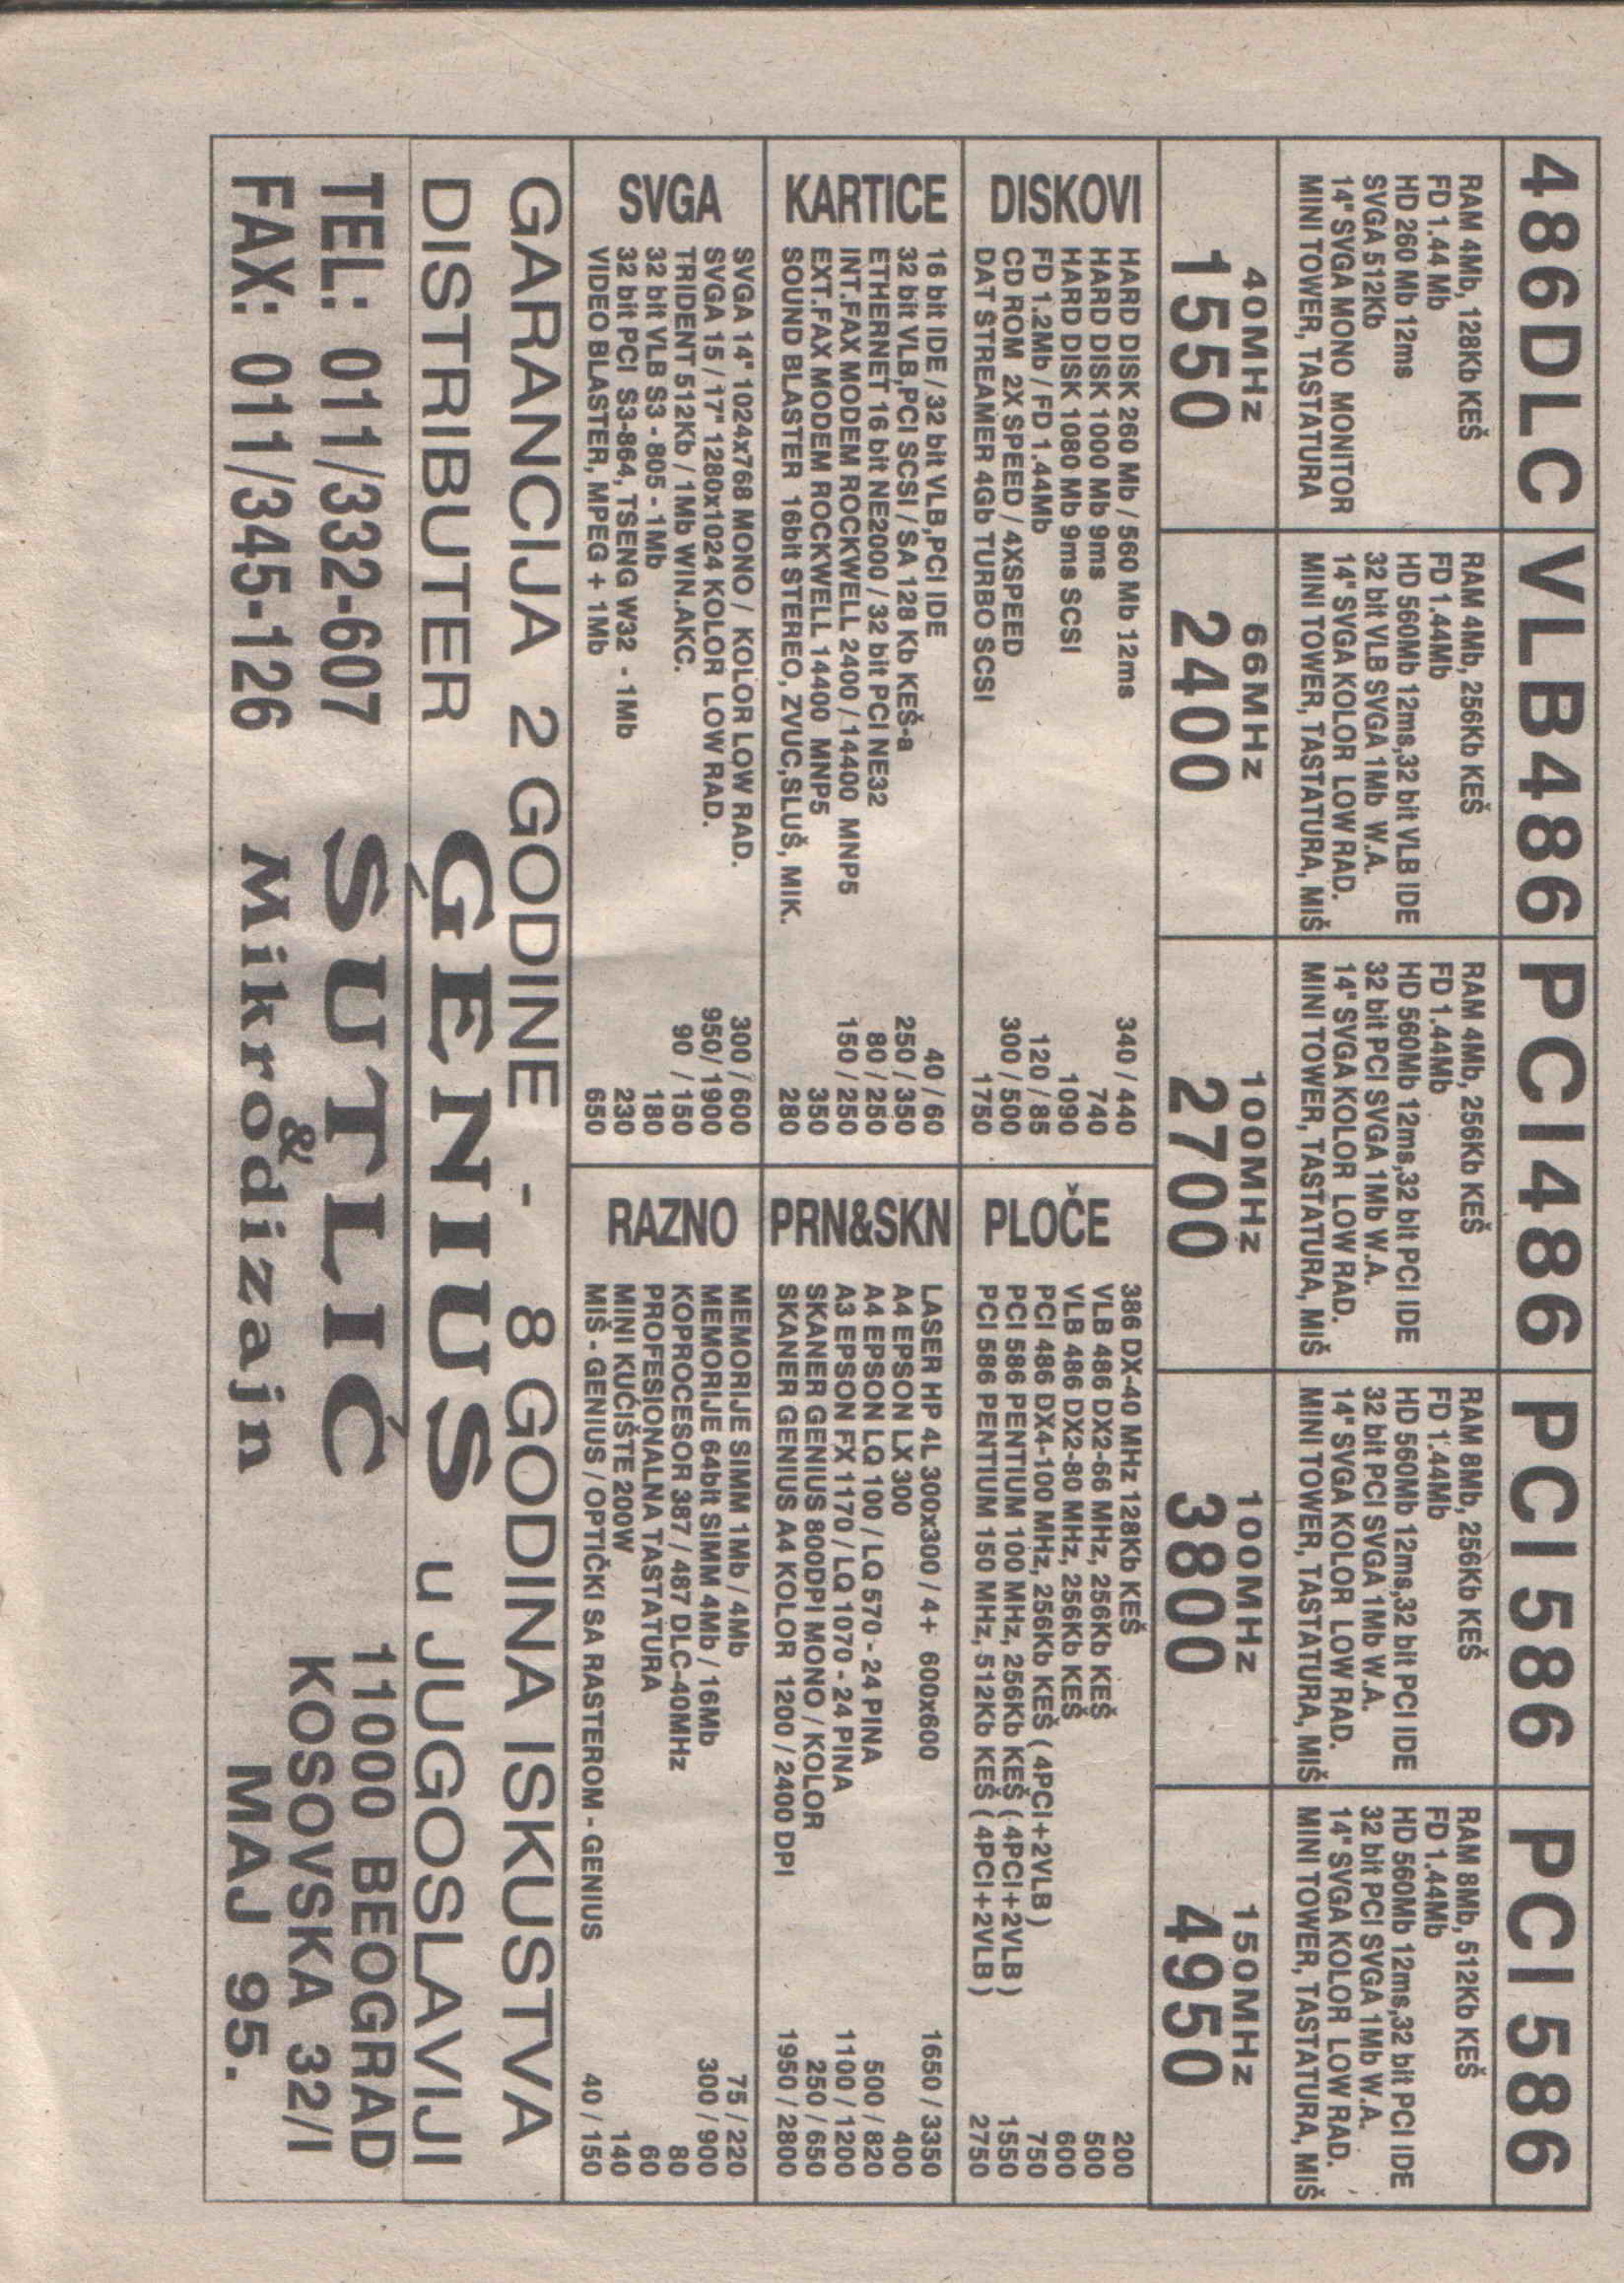 486DLC
RAM 4Mb, 128Kb KEŠ
FD 1.44 Mb
HD 260 Mb 12ms
SVGA 512Kb
14" SVGA MONO MONITOR
MINI TOWER, TASTATURA
40MHz
1550
VLB486
RAM 4Mb, 256Kb KEŠ
FD 1.44Mb
HD 560Mb 12ms,32 bit VLB IDE
32 bit VLB SVGA 1Mb W.A.
14" SVGA KOLOR LOW RAD.
MINI TOWER, TASTATURA, MIŠ
66MHz
2400
PCI486
RAM 4Mb, 256Kb KEŠ
FD 1.44Mb
HD 560Mb 12ms,32 bit PCI IDE
32 bit PCI SVGA 1Mb W.A.
14" SVGA KOLOR LOW RAD.
MINI TOWER, TASTATURA, MIŠ
100MHz
2700
PCI586
RAM 8Mb, 256Kb KEŠ
FD 1.44Mb
HD 560Mb 12ms,32 bit PCI IDE
32 bit PCI SVGA 1Mb W.A.
14" SVGA KOLOR LOW RAD.
MINI TOWER, TASTATURA, MIŠ
100MHz
3800
PCI586
RAM 8Mb, 512Kb KEŠ
FD 1.44Mb
HD 560Mb 12ms,32 bit PCI IDE
32 bit PCI SVGA 1Mb W.A.
14" SVGA KOLOR LOW RAD.
MINI TOWER, TASTATURA, MIŠ
150MHz
4950
DISKOVI
HARD DISK 260 Mb / 560 Mb 12ms 340 / 440
HARD DISK 1000 Mb 9ms 740
HARD DISK 1080 Mb 9ms SCSI 1090
FD 1.2Mb / FD 1.44Mb 120 / 85
CD ROM 2X SPEED / 4XSPEED 300 / 500
DAT STREAMER 4Gb TURBO SCSI 1750
PLOČE
386 DX-40 MHz 128Kb KEŠ 200
VLB 486 DX2-66 MHz, 256Kb KEŠ 500
VLB 486 DX2-80 MHz, 256Kb KEŠ 600
PCI 486 DX4-100 MHz, 256Kb KEŠ ( 4PCI+2VLB ) 750
PCI 586 PENTIUM 100 MHz, 256Kb KEŠ ( 4PCI+2VLB ) 1550
PCI 586 PENTIUM 150 MHz, 512Kb KEŠ ( 4PCI+2VLB ) 2750
KARTICE
16 bit IDE / 32 bit VLB,PCI IDE 40 / 60
32 bit VLB,PCI SCSI / SA 128 Kb KEŠ-a 250 / 350
ETHERNET 16 bit NE2000 / 32 bit PCI NE32 80 / 250
INT.FAX MODEM ROCKWELL 2400 / 14400 MNP5 150 / 250
EXT.FAX MODEM ROCKWELL 14400 MNP5 350
SOUND BLASTER 16bit STEREO, ZVUC,SLUŠ, MIK. 280
PRN&SKN
LASER HP 4L 300x300 / 4+ 600x600 1650 / 3350
A4 EPSON LX 300 400
A4 EPSON LQ 100 / LQ 570 - 24 PINA 500 / 820
A3 EPSON FX 1170 / LQ 1070 - 24 PINA 1100 / 1200
SKANER GENIUS 800DPI MONO / KOLOR 250 / 650
SKANER GENIUS A4 KOLOR 1200 / 2400 DPI 1950 / 2800
SVGA
SVGA 14" 1024x768 MONO / KOLOR LOW RAD. 300 / 600
SVGA 15 / 17" 1280x1024 KOLOR LOW RAD. 950/ 1900
TRIDENT 512Kb / 1Mb WIN.AKC. 90 / 150
32 bit VLB S3 - 805 - 1Mb 180
32 bit PCI S3-864, TSENG W32 - 1Mb 230
VIDEO BLASTER, MPEG + 1Mb 650
RAZNO
MEMORIJE SIMM 1Mb / 4Mb 75 / 220
MEMORIJE 64bit SIMM 4Mb / 16Mb 300 / 900
KOPROCESOR 387 / 487 DLC-40MHz 80
PROFESIONALNA TASTATURA 60
MINI KUĆIŠTE 200W 140
MIŠ - GENIUS / OPTIČKI SA RASTEROM - GENIUS 40 / 150
GARANCIJA 2 GODINE - 8 GODINA ISKUSTVA
DISTRIBUTER GENIUS u JUGOSLAVIJI
TEL: 011/332-607
FAX: 011/345-126
SUTLIĆ
&
Mikrodizajn
11000 BEOGRAD
KOSOVSKA 32/I
MAJ 95.